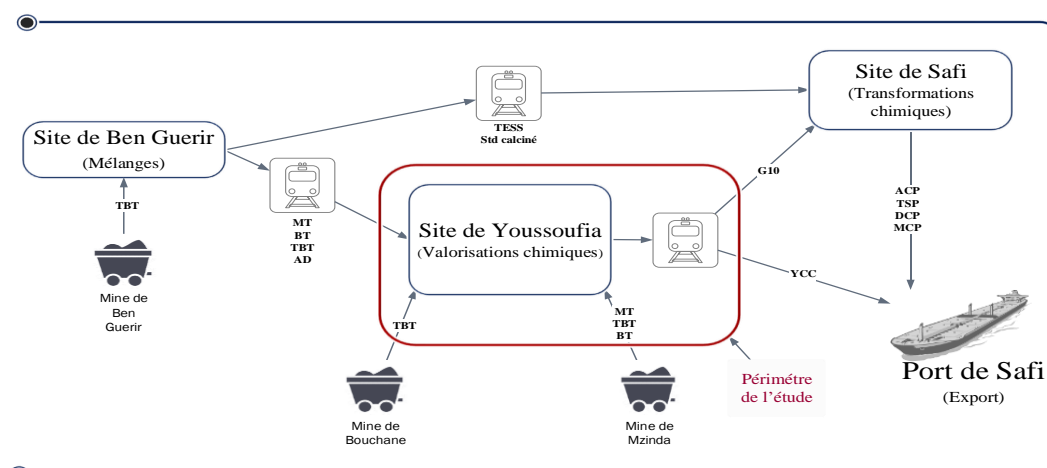 Site de Ben Guerir
(Mélanges)
TBT
Mine de
Ben
Guerir
TESS
Std calciné
MT
BT
TBT
AD
Site de Youssoufia
(Valorisations chimiques)
TBT
Mine de
Bouchane
MT
TBT
BT
Mine de
Mzinda
Périmétre
de l’étude
G10
YCC
Site de Safi
(Transformations
chimiques)
ACP
TSP
DCP
MCP
Port de Safi
(Export)